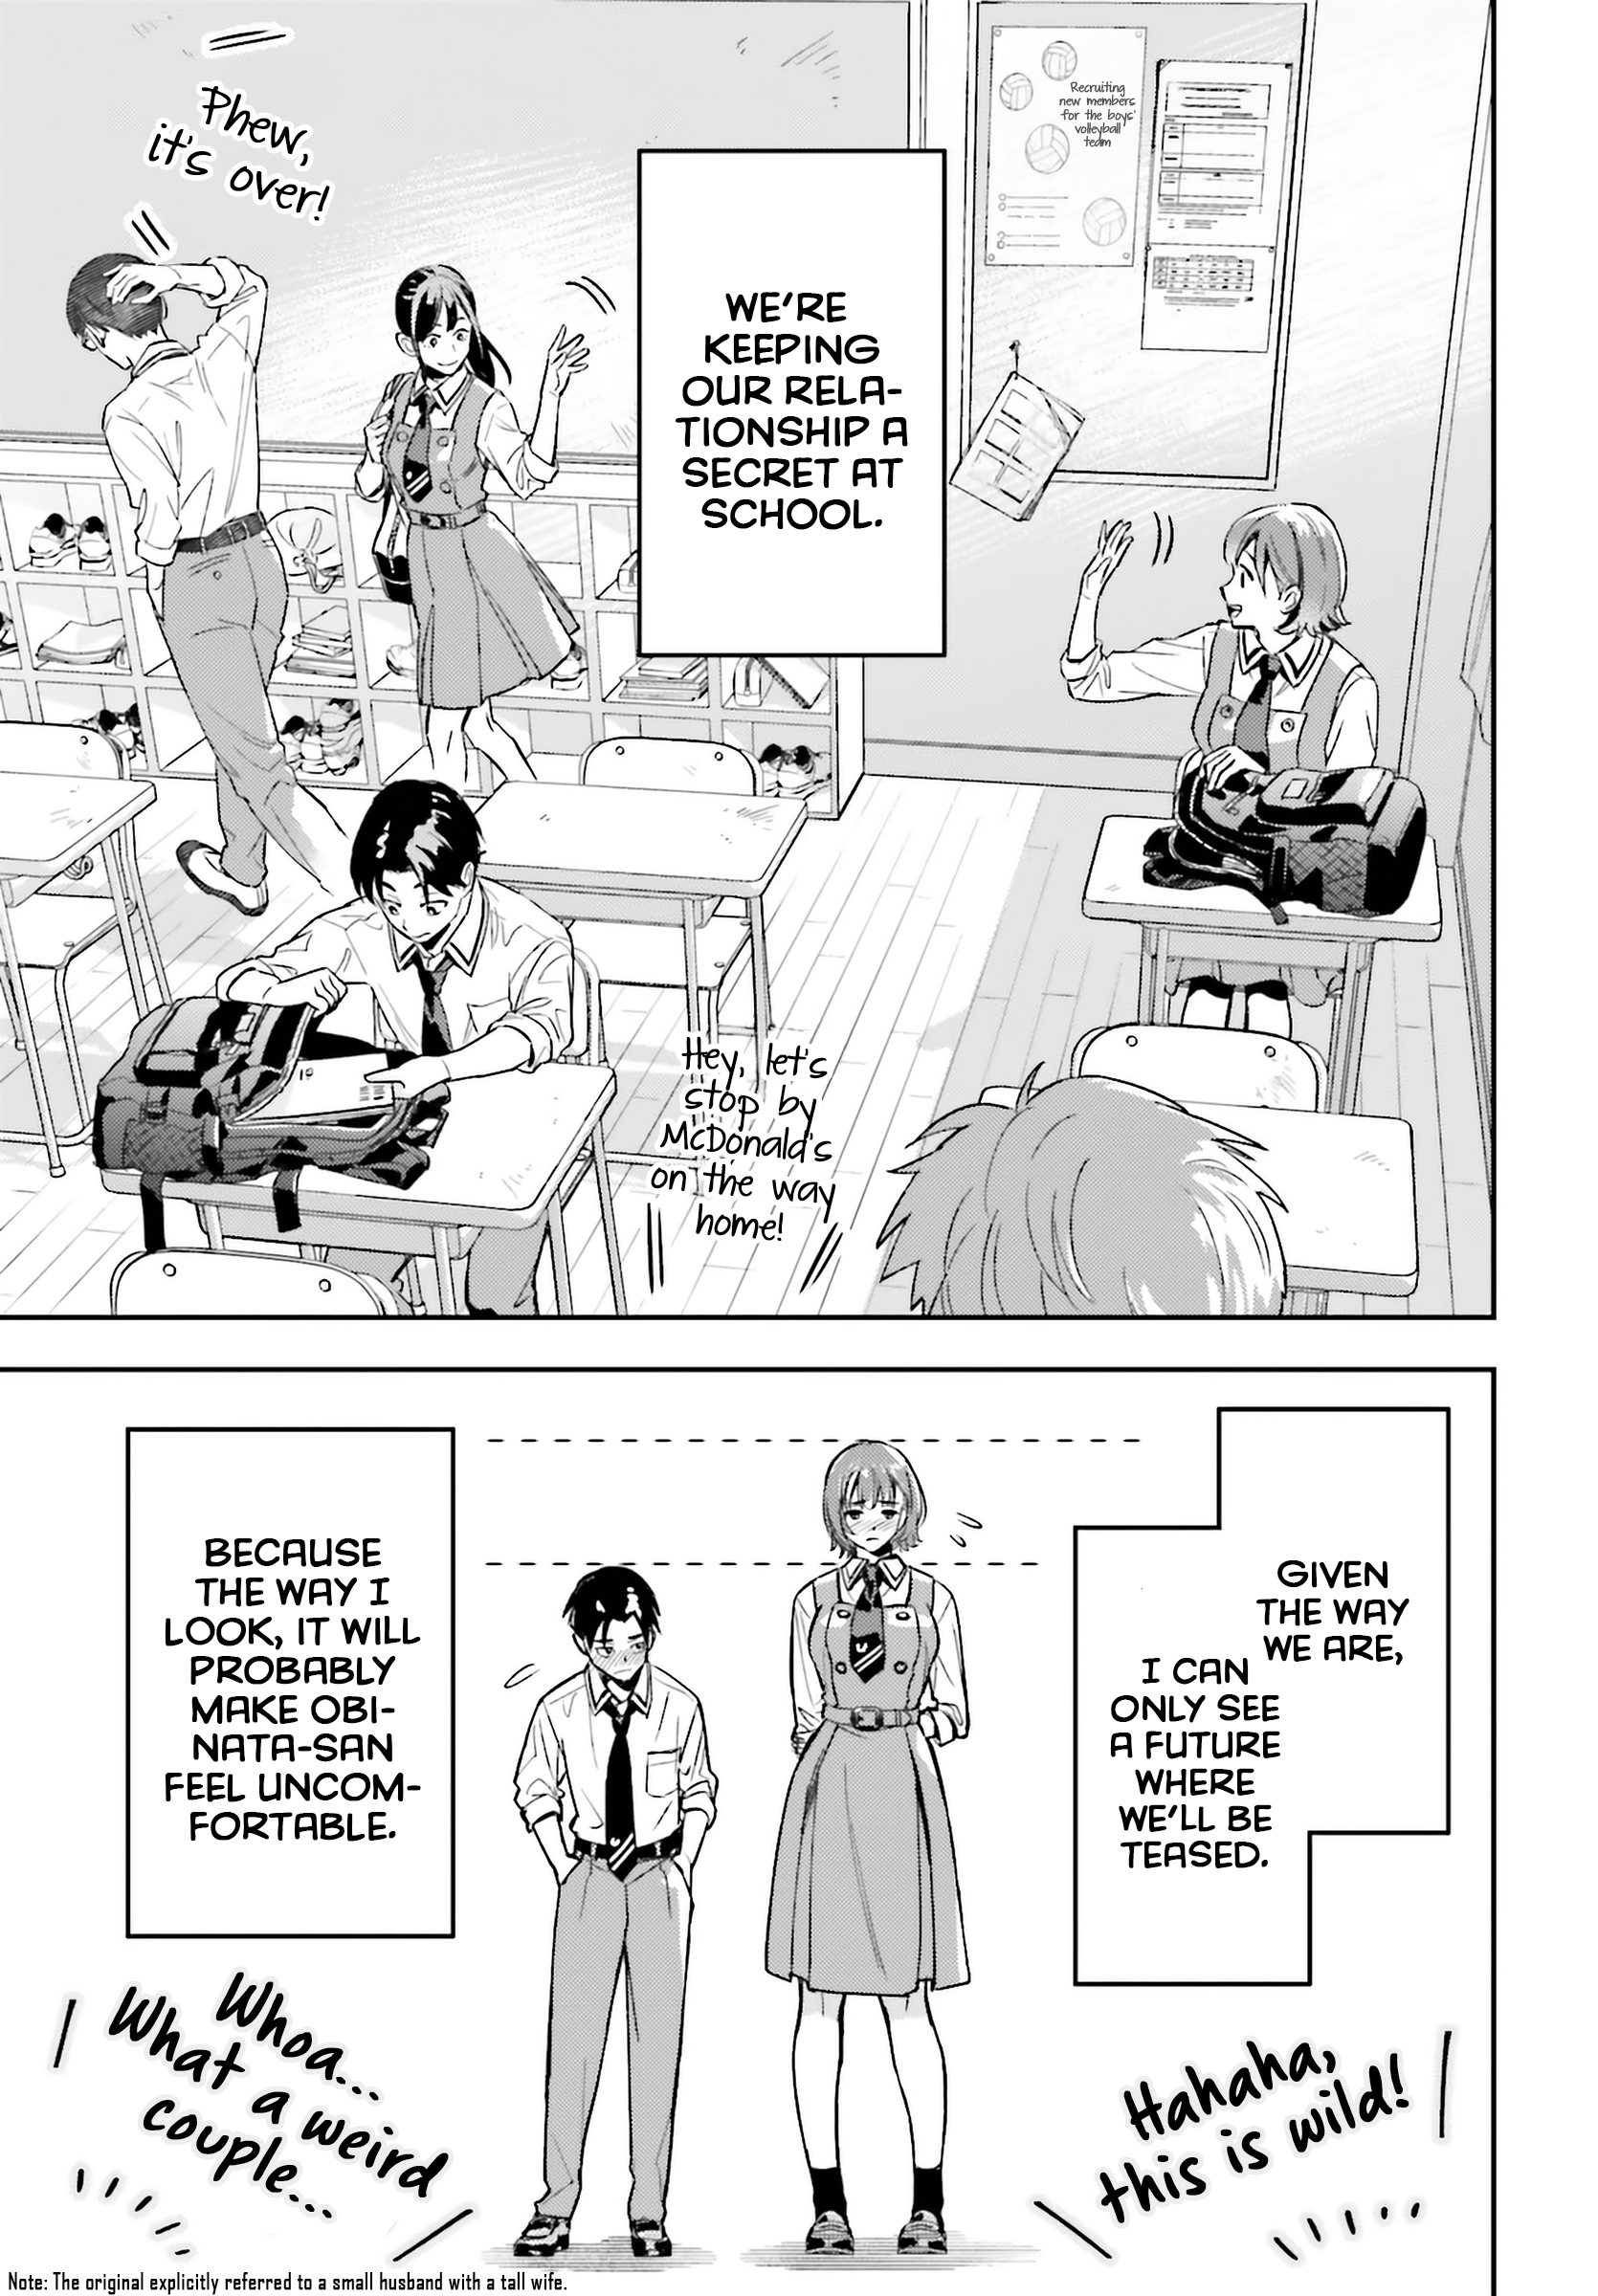 Recruiting
new members
for the boys'
volleyball
team
WE'RE
KEEPING
OUR RELA-
TIONSHIP A
SECRET AT
SCHOOL.
Phew,
it's over!
Hey, let's
stop by
McDonald's
on the way
home!
GIVEN
THE WAY
WE ARE,
I CAN
ONLY SEE
A FUTURE
WHERE
WE'LL BE
TEASED.
BECAUSE
THE WAY I
LOOK, IT WILL
PROBABLY
MAKE OBI-
NATA-SAN
FEEL UNCOM-
FORTABLE.
Hahaha,
this is wild!
Whoa...
What a weird
couple...
Note: The original explicitly referred to a small husband with a tall wife.